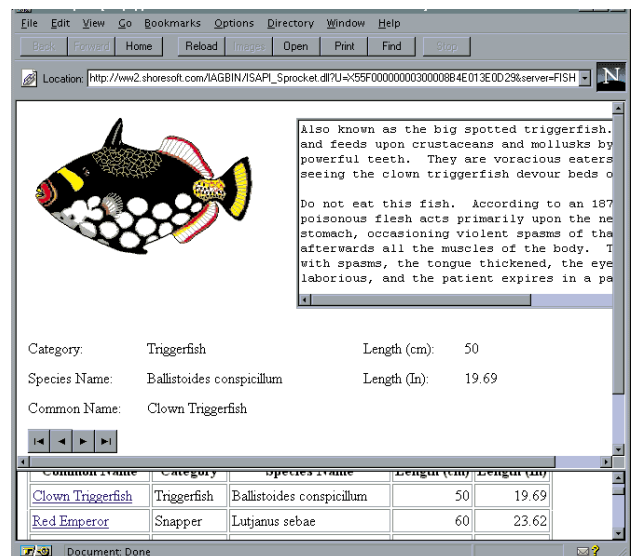 File Edit View Go Bookmarks Options Directory Window Help
Back Forward Home Reload Images Open Print Find Stop
Location: http://ww2.shoresoft.com/IAGBIN/ISAPI_Sprocket.dll?U=X55F00000000300008B4E013E0D29&server=FISH N
Also known as the big spotted triggerfish.
and feeds upon crustaceans and mollusks by
powerful teeth. They are voracious eaters
seeing the clown triggerfish devour beds o
Do not eat this fish. According to an 187
poisonous flesh acts primarily upon the ne
stomach, occasioning violent spasms of tha
afterwards all the muscles of the body. T
with spasms, the tongue thickened, the eye
laborious, and the patient expires in a pa
Category: Triggerfish Length (cm): 50
Species Name: Ballistoides conspicillum Length (In): 19.69
Common Name: Clown Triggerfish
Common Name Category Species Name Length (cm) Length (In)
Clown Triggerfish Triggerfish Ballistoides conspicillum 50 19.69
Red Emperor Snapper Lutjanus sebae 60 23.62
Document: Done